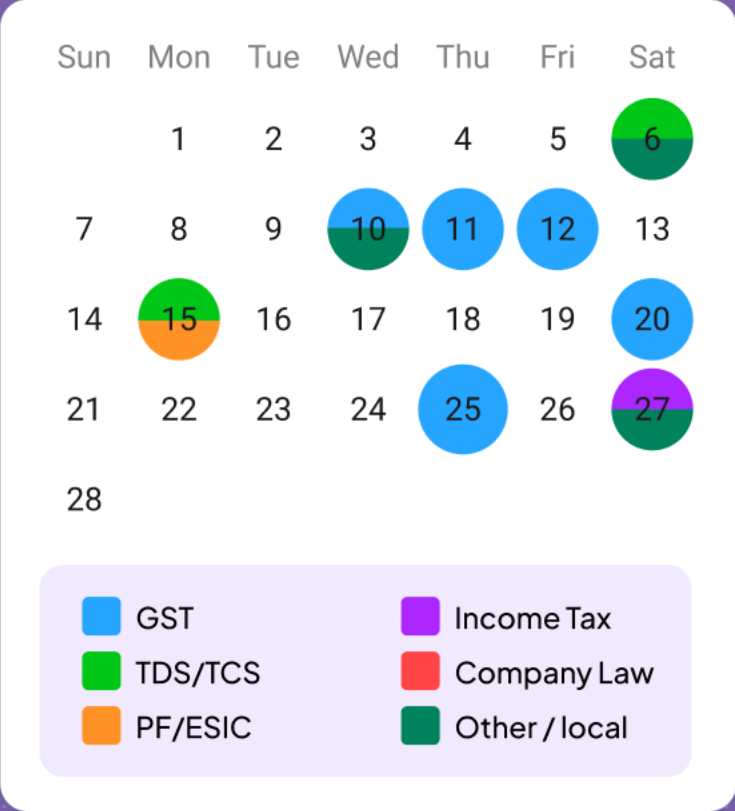 Sun Mon Tue Wed Thu Fri Sat
1 2 3 4 5 6
7 8 9 10 11 12 13
14 15 16 17 18 19 20
21 22 23 24 25 26 27
28
GST Income Tax
TDS/TCS Company Law
PF/ESIC Other / local